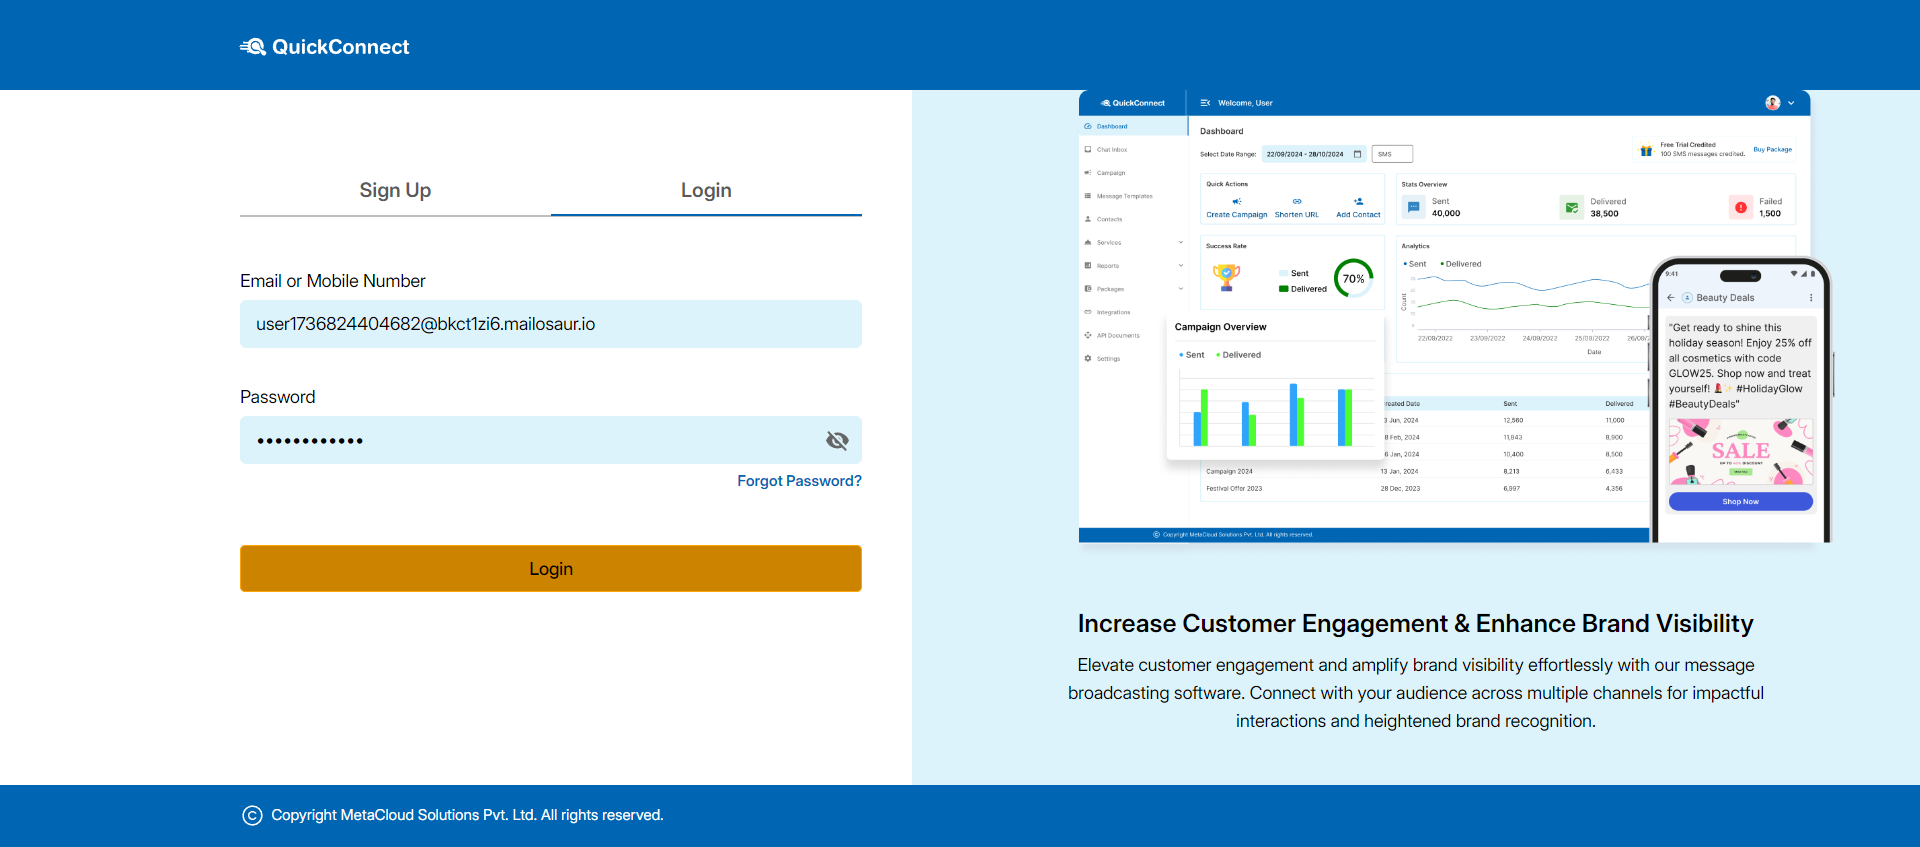 QuickConnect
Sign Up
Login
Email or Mobile Number
user1736824404682@bkct1zi6.mailosaur.io
Password
Forgot Password?
Login
QuickConnect
Welcome, User
Dashboard
Chat Inbox
Campaign
Message Templates
Contacts
Services
Reports
Packages
Integrations
API Documents
Settings
Dashboard
Select Date Range:
22/09/2024 - 28/10/2024
SMS
Free Trial Credited
100 SMS messages credited.
Buy Package
Quick Actions
Create Campaign
Shorten URL
Add Contact
Stats Overview
Sent
40,000
Delivered
38,500
Failed
1,500
Success Rate
Sent
Delivered
70%
Analytics
Sent
Delivered
Count
22/09/2022
23/09/2022
24/09/2022
25/09/2022
26/09/2
Date
Campaign Overview
Sent
Delivered
reated Date
Sent
Delivered
3 Jun, 2024
12,560
11,000
8 Feb, 2024
11,843
8,900
6 Jan, 2024
10,400
8,500
Campaign 2024
13 Jan, 2024
8,213
6,433
Festival Offer 2023
28 Dec, 2023
6,997
4,356
© Copyright MetaCloud Solutions Pvt. Ltd. All rights reserved.
9:41
Beauty Deals
"Get ready to shine this
holiday season! Enjoy 25% off
all cosmetics with code
GLOW25. Shop now and treat
yourself! 💄✨ #HolidayGlow
#BeautyDeals"
SALE
DISCOUNT
Shop Now
Increase Customer Engagement & Enhance Brand Visibility
Elevate customer engagement and amplify brand visibility effortlessly with our message
broadcasting software. Connect with your audience across multiple channels for impactful
interactions and heightened brand recognition.
© Copyright MetaCloud Solutions Pvt. Ltd. All rights reserved.